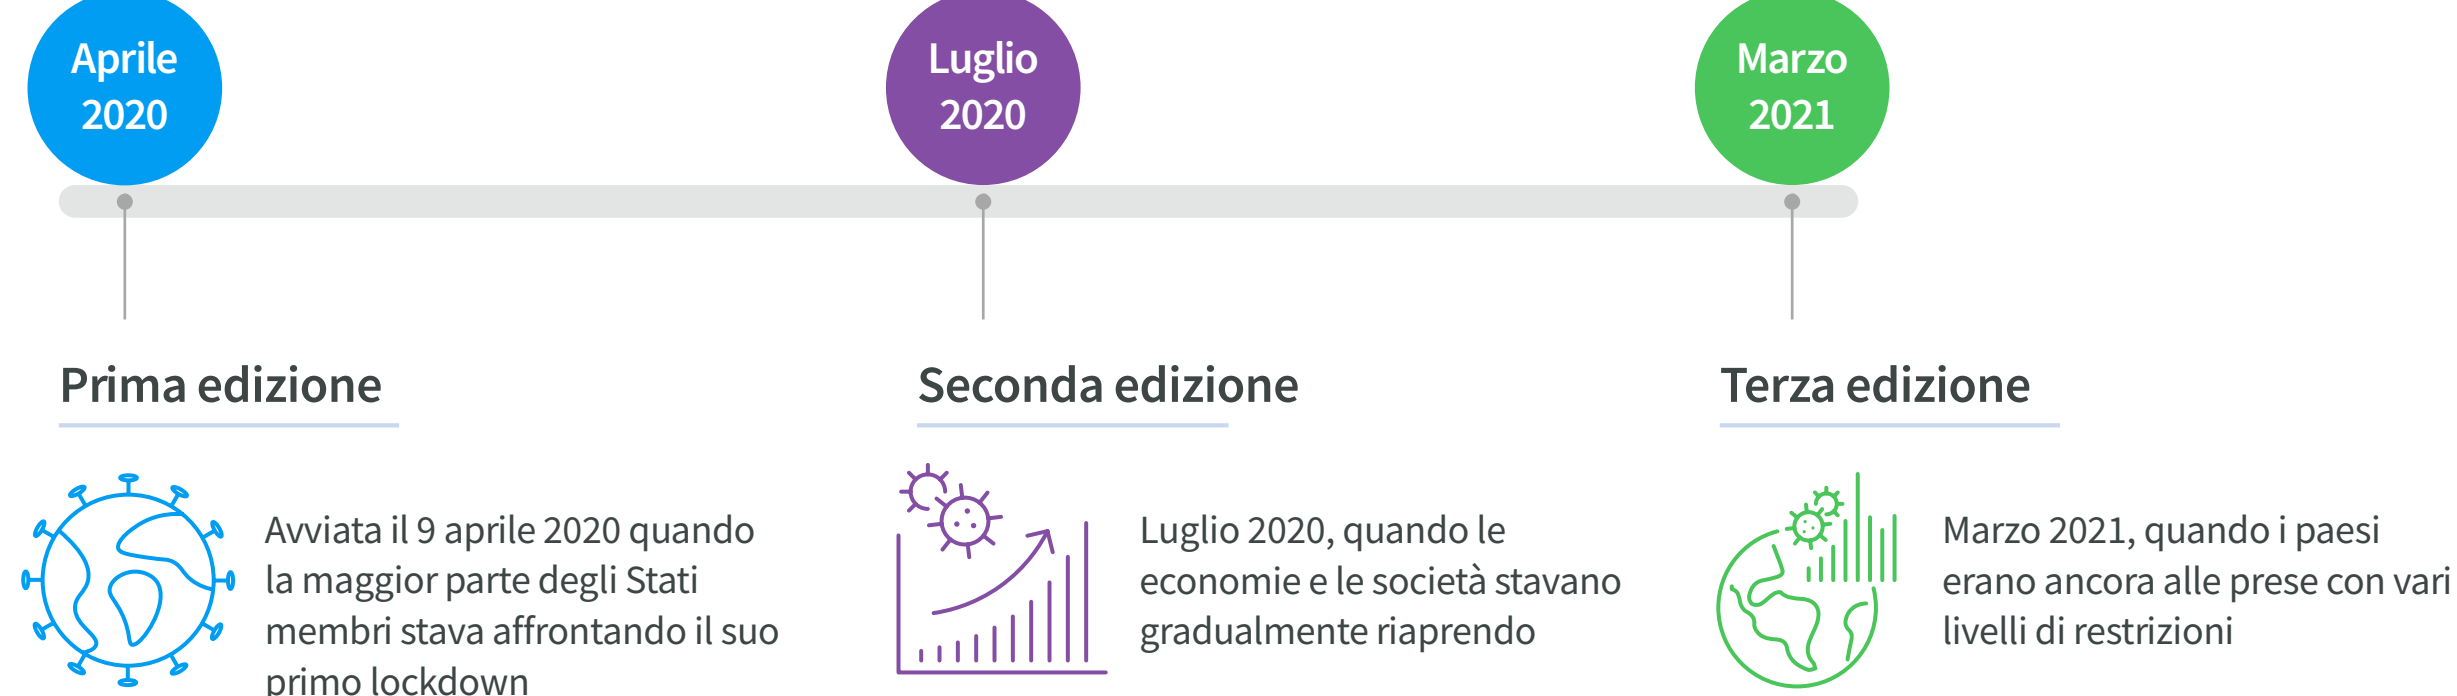 Aprile
2020
Luglio
2020
Marzo
2021
Prima edizione
Avviata il 9 aprile 2020 quando
la maggior parte degli Stati
membri stava affrontando il suo
primo lockdown
Seconda edizione
Luglio 2020, quando le
economie e le società stavano
gradualmente riaprendo
Terza edizione
Marzo 2021, quando i paesi
erano ancora alle prese con vari
livelli di restrizioni